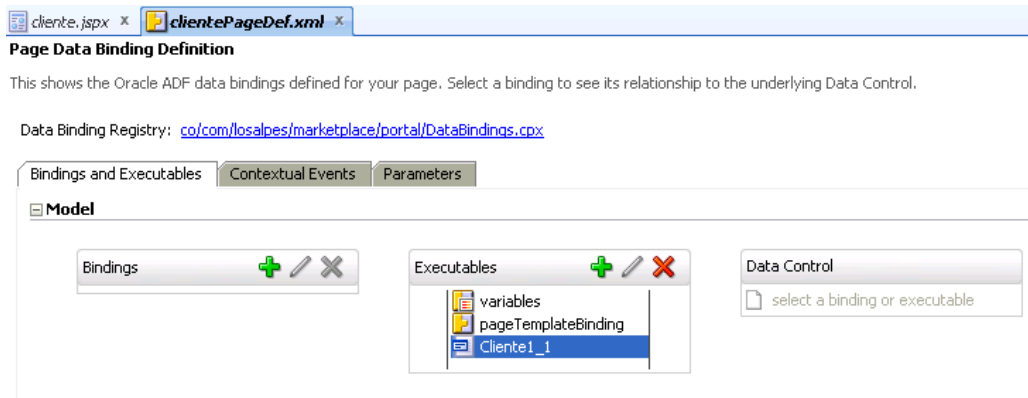 cliente.jspx x clientePageDef.xml x
Page Data Binding Definition
This shows the Oracle ADF data bindings defined for your page. Select a binding to see its relationship to the underlying Data Control.
Data Binding Registry: co/com/losalpes/marketplace/portal/DataBindings.cpx
Bindings and Executables Contextual Events Parameters
Model
Bindings Executables Data Control
variables select a binding or executable
pageTemplateBinding
Cliente1_1